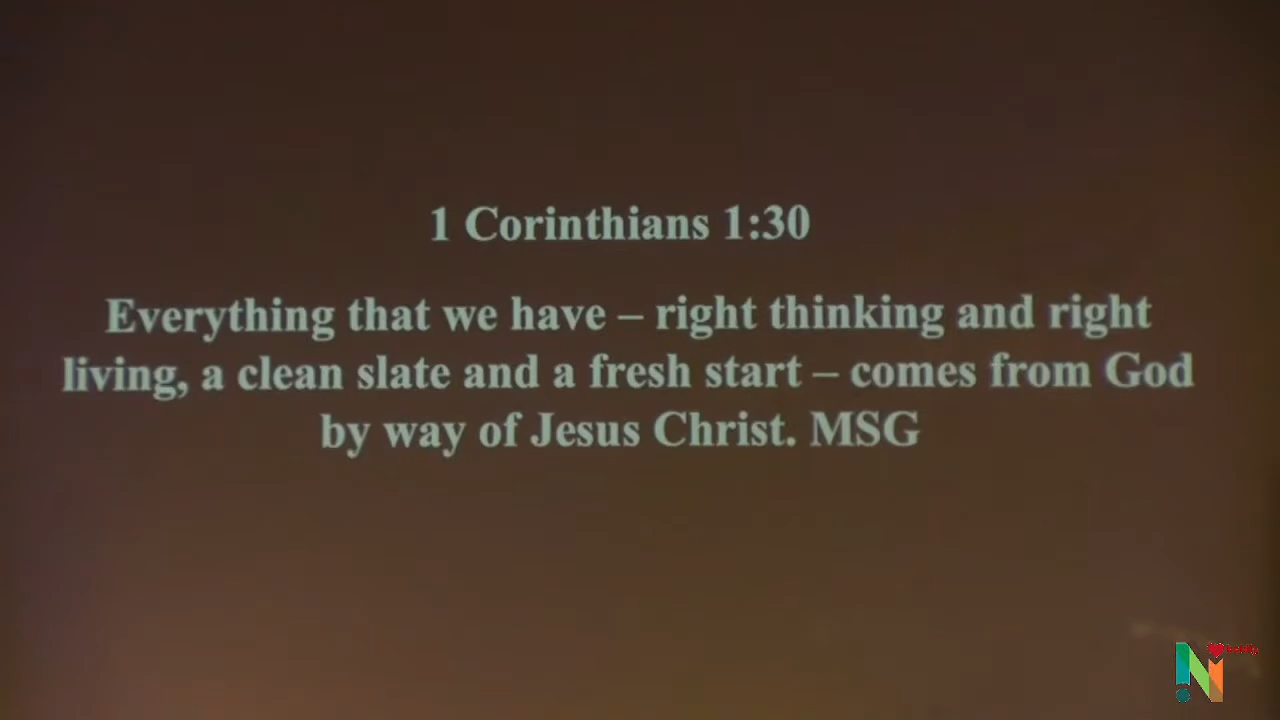 1 Corinthians 1:30
Everything that we have – right thinking and right
living, a clean slate and a fresh start – comes from God
by way of Jesus Christ. MSG